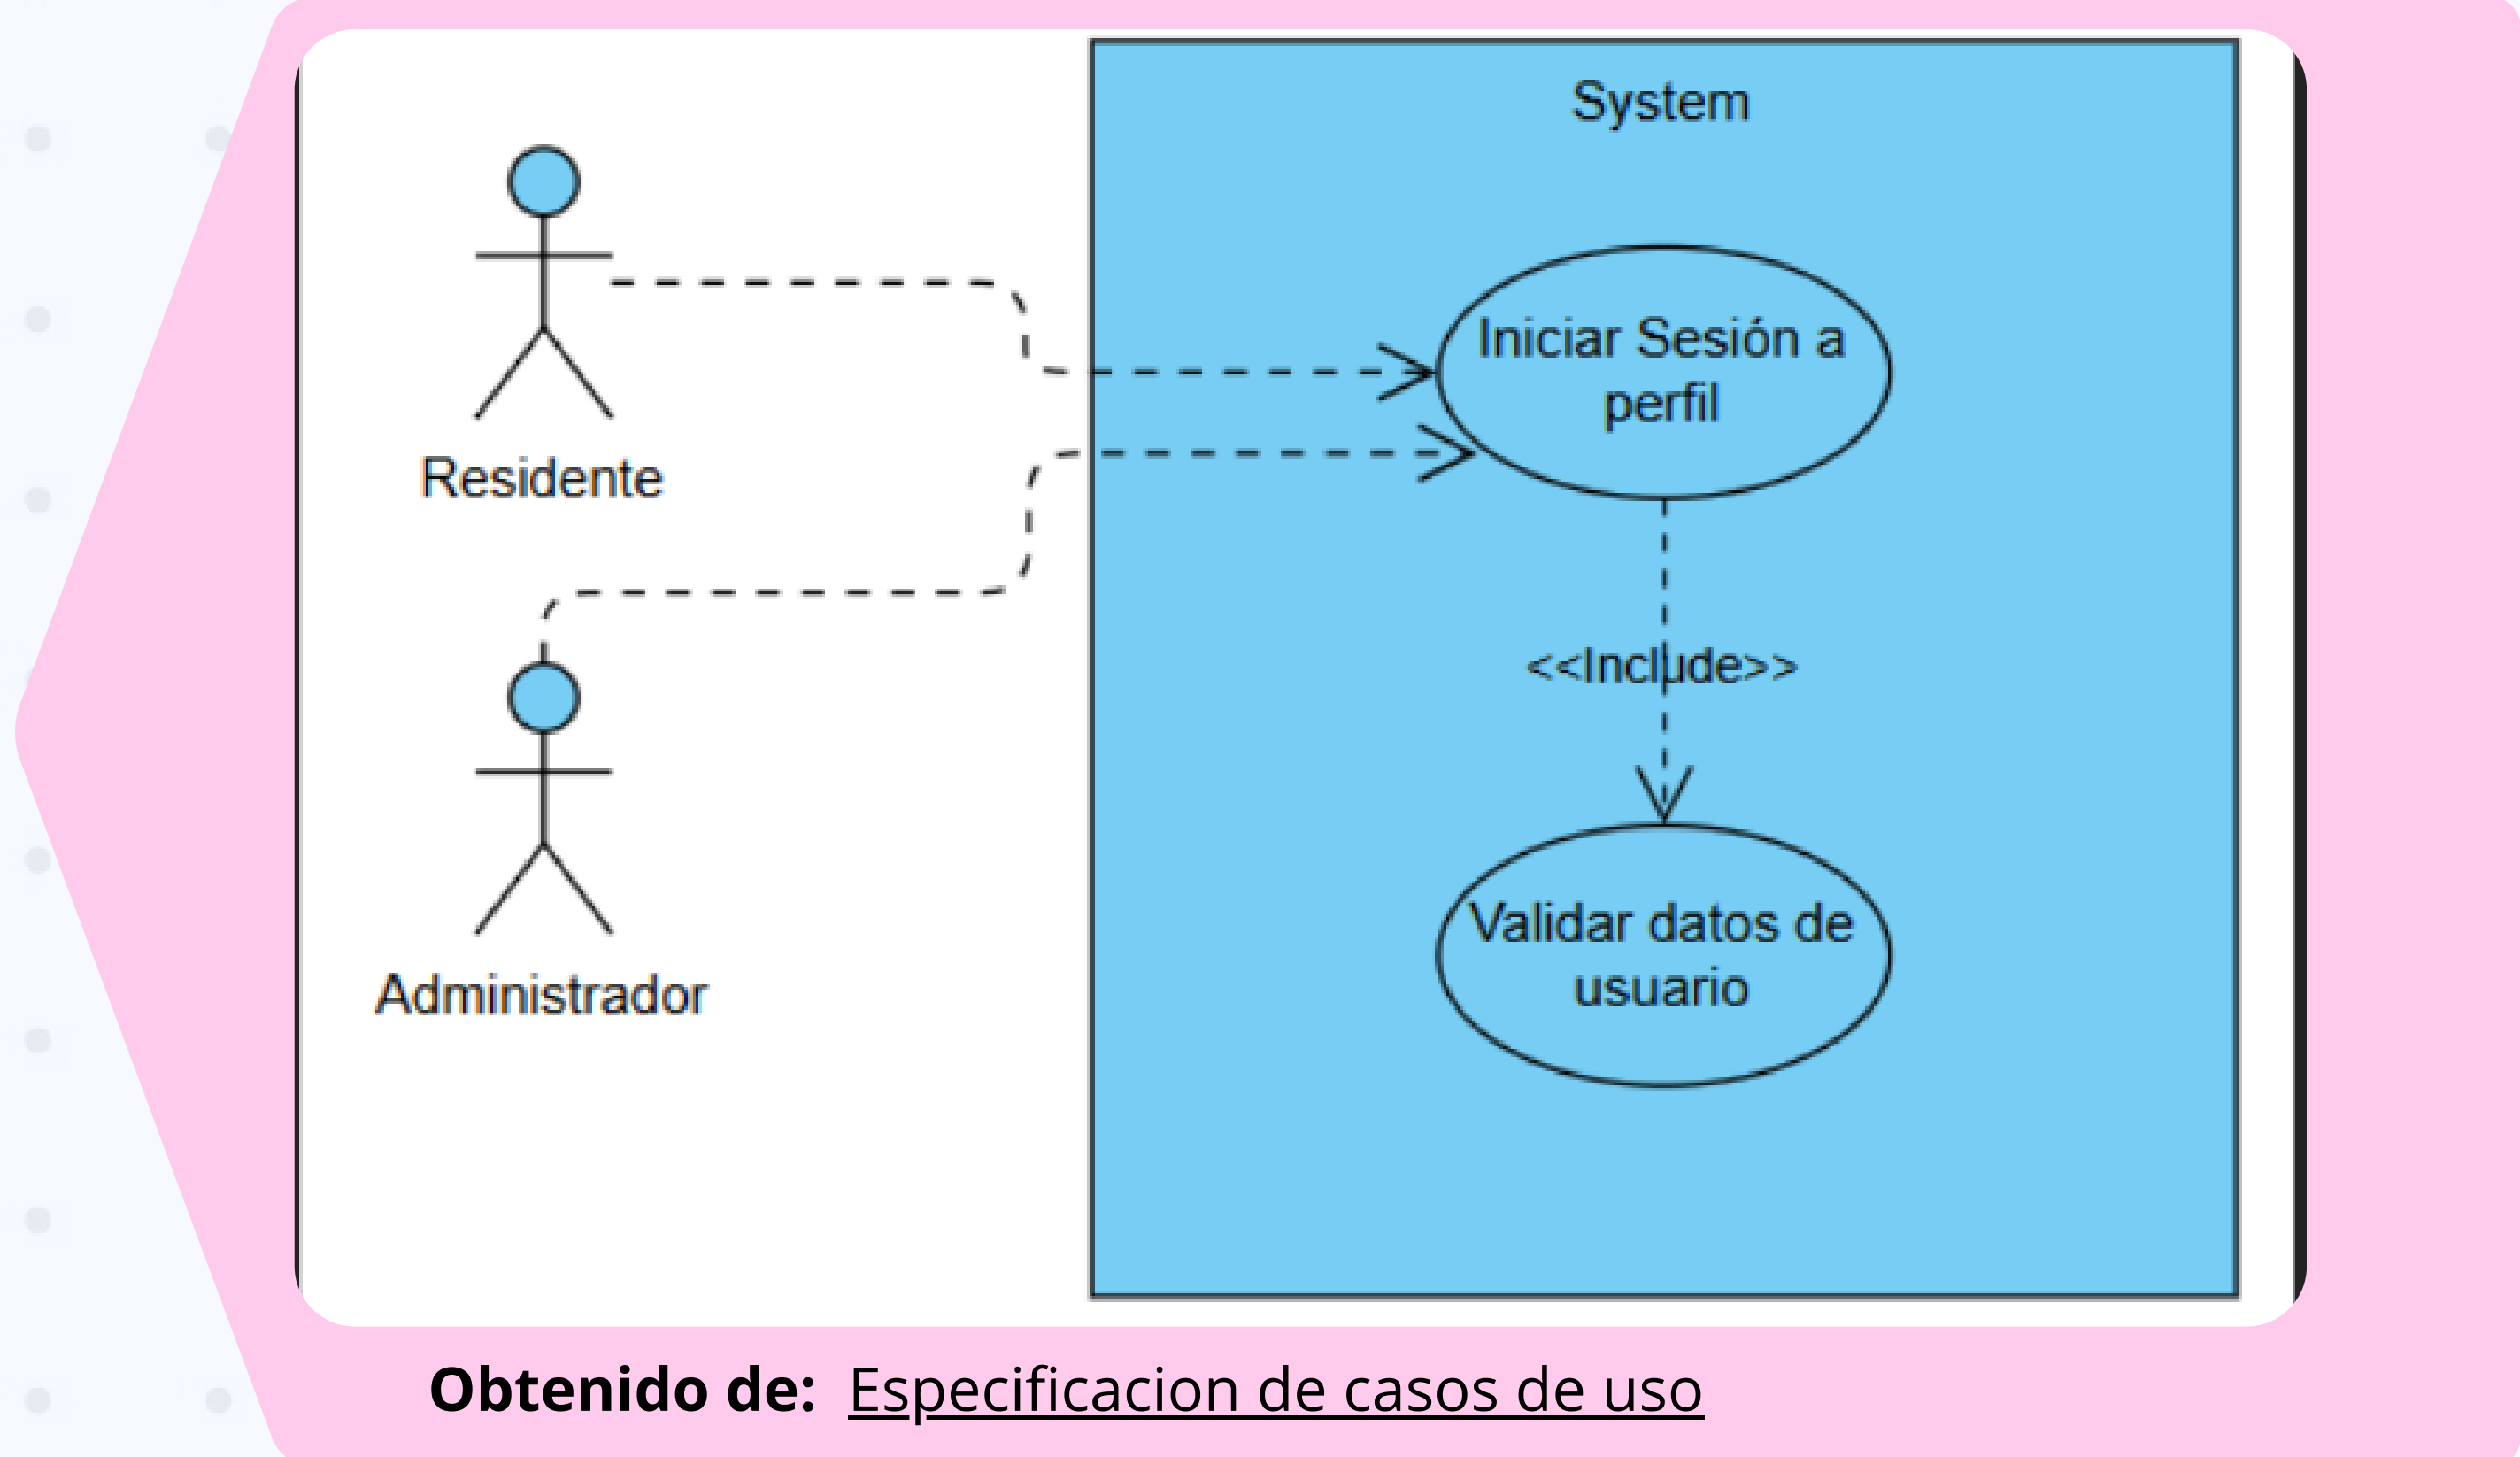 System
Iniciar Sesión a
perfil
Residente
<<Include>>
Validar datos de
usuario
Administrador
Obtenido de: Especificacion de casos de uso